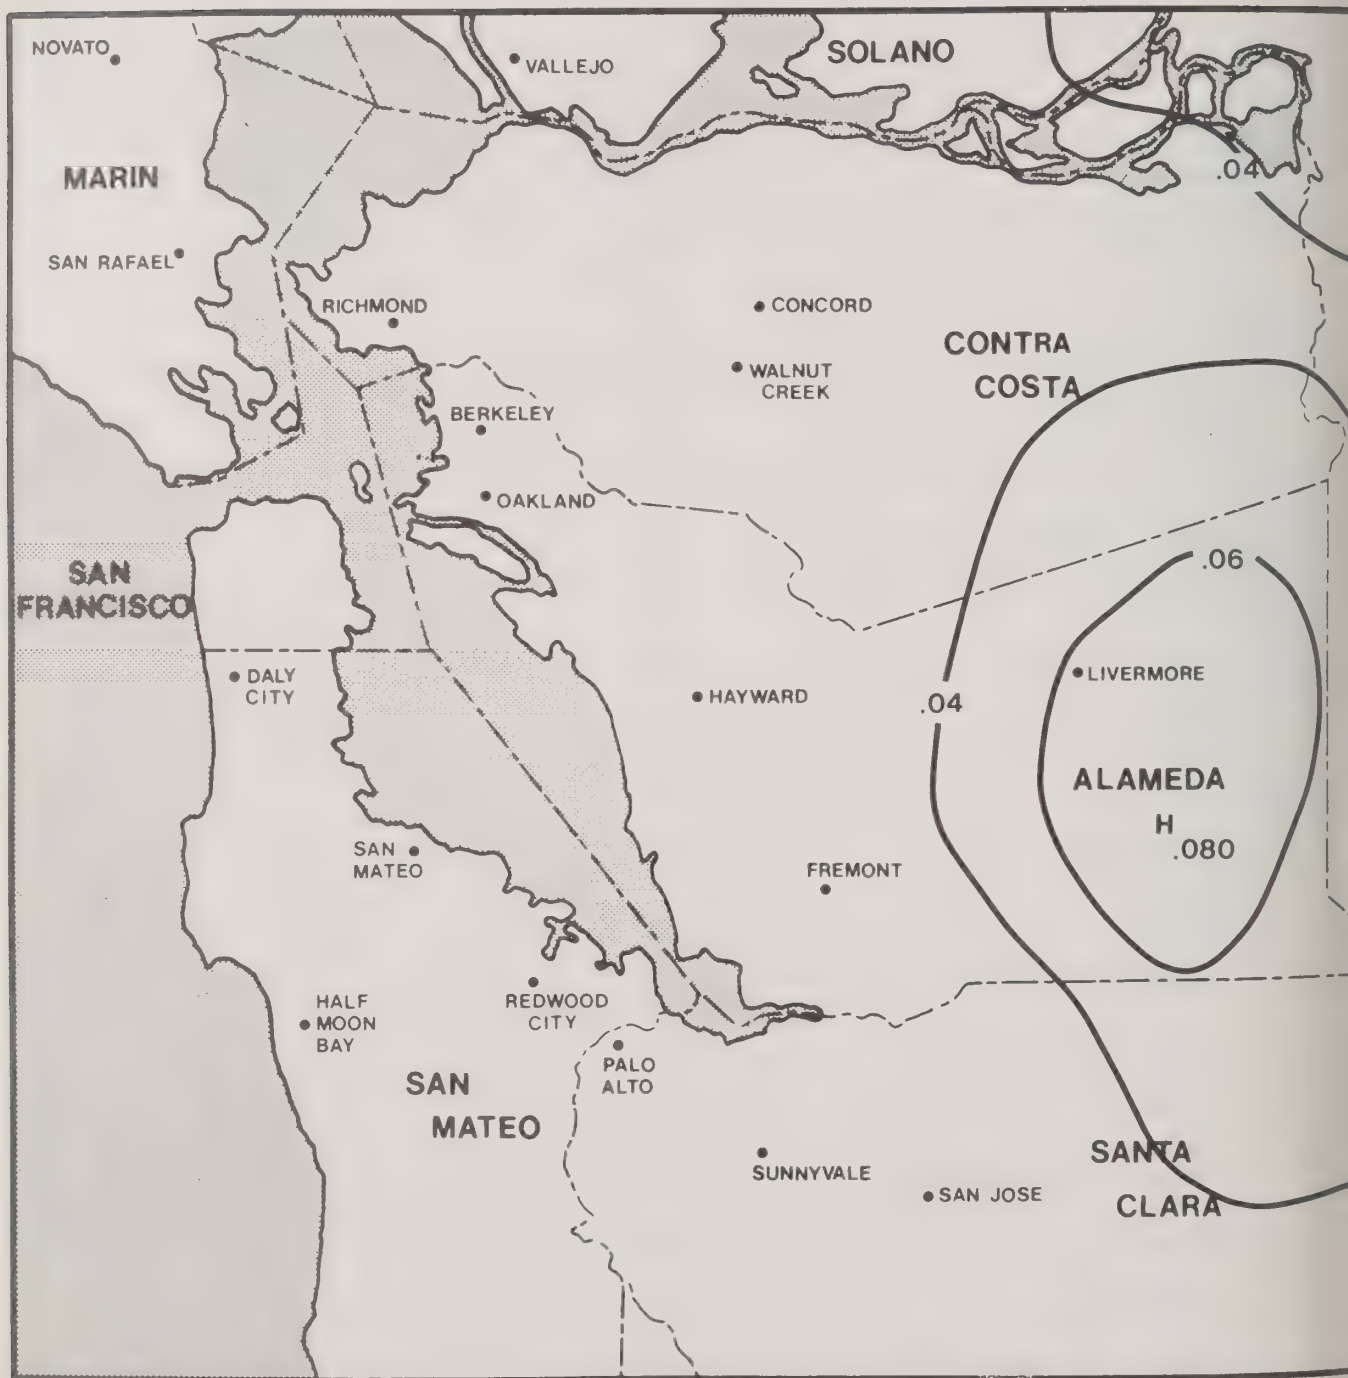 NOVATO
VALLEJO
SOLANO
MARIN
.04
SAN RAFAEL
RICHMOND
CONCORD
CONTRA
COSTA
WALNUT
CREEK
BERKELEY
OAKLAND
SAN
FRANCISCO
.06
DALY
CITY
HAYWARD
.04
LIVERMORE
ALAMEDA
H
.080
SAN
MATEO
FREMONT
HALF
MOON
BAY
REDWOOD
CITY
PALO
ALTO
SAN
MATEO
SUNNYVALE
SAN JOSE
SANTA
CLARA